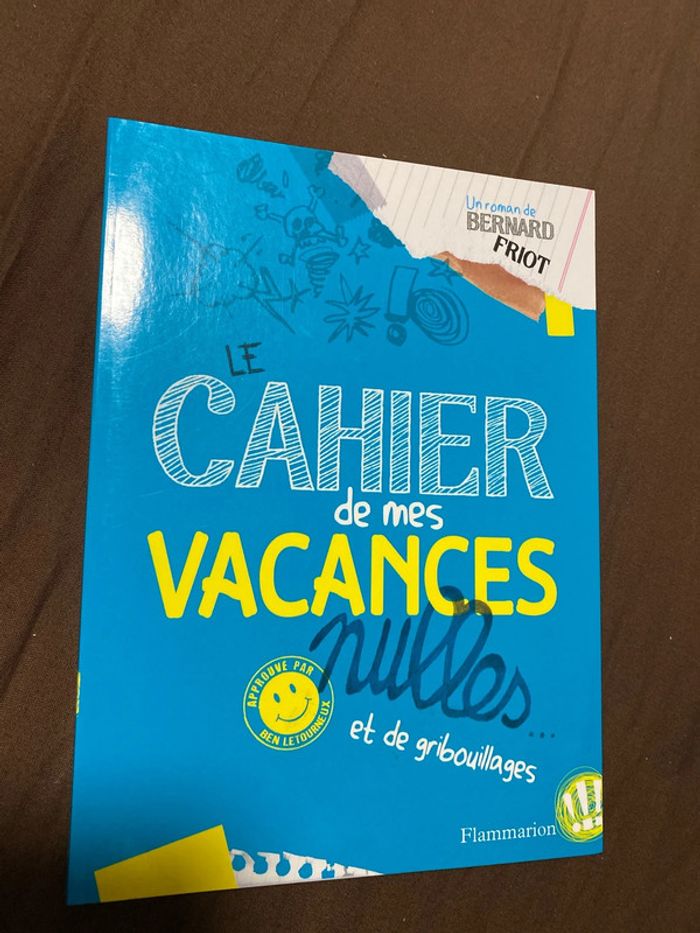 Un roman de
BERNARD
FRIOT
LE
CAHIER
de mes
VACANCES
nulles...
APPROUVÉ PAR
BEN LETOURNEUX
et de gribouillages
!!!
Flammarion